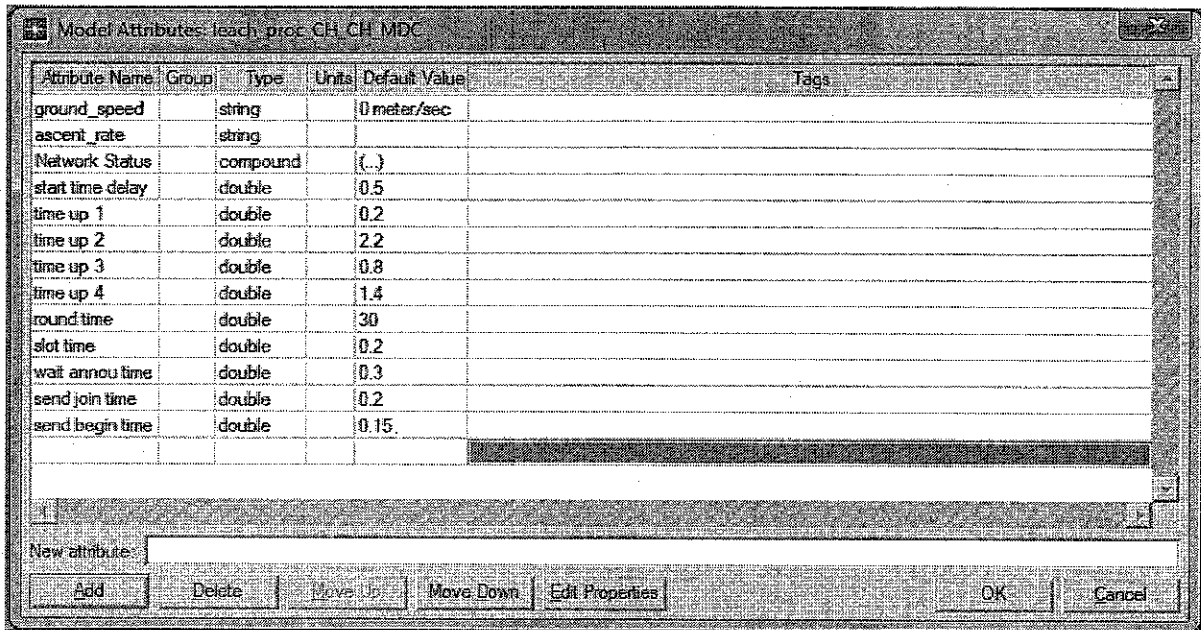 Model Attributes: leach_proc_CH_CH_MDC
Attribute Name Group Type Units Default Value Tags
ground_speed string 0 meter/sec
ascent_rate string
Network Status compound (...)
start time delay double 0.5
time up 1 double 0.2
time up 2 double 2.2
time up 3 double 0.8
time up 4 double 1.4
round time double 30
slot time double 0.2
wait annou time double 0.3
send join time double 0.2
send begin time double 0.15
New attribute:
Add Delete Move Up Move Down Edit Properties OK Cancel